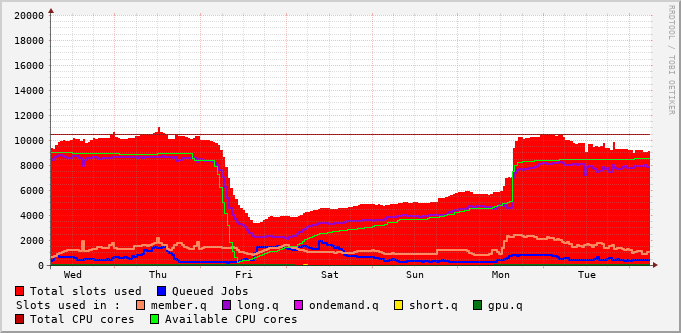 20000
18000
16000
14000
12000
10000
8000
6000
4000
2000
0
Wed Thu Fri Sat Sun Mon Tue
Total slots used Queued Jobs
Slots used in : member.q long.q ondemand.q short.q gpu.q
Total CPU cores Available CPU cores
RRDTOOL / TOBI OETIKER